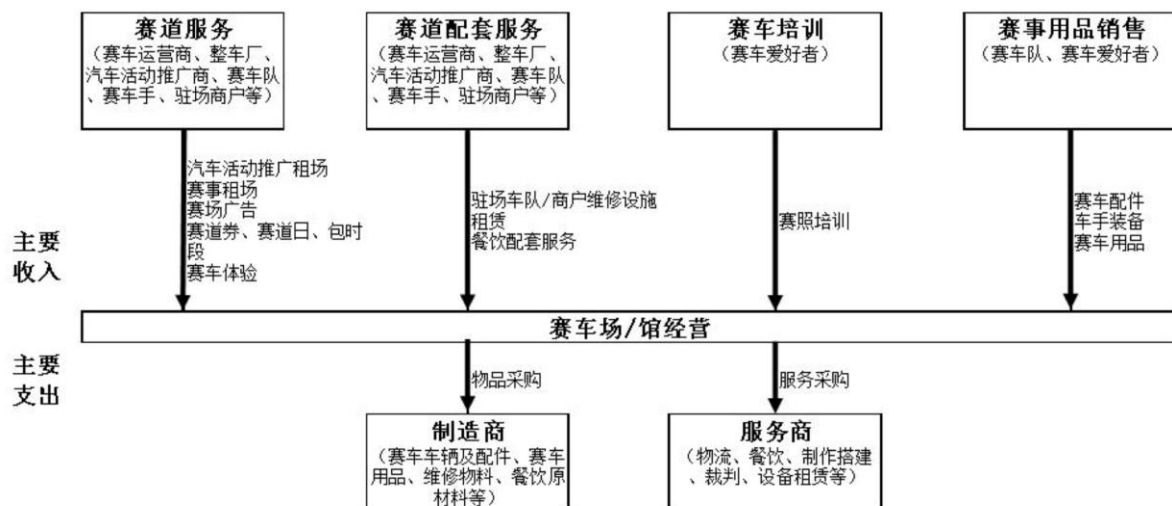 赛道服务
（赛车运营商、整车厂、
汽车活动推广商、赛车队
、赛车手、驻场商户等）
赛道配套服务
（赛车运营商、整车厂、
汽车活动推广商、赛车队
、赛车手、驻场商户等）
赛车培训
（赛车爱好者）
赛事用品销售
（赛车队、赛车爱好者）
主要
收入
汽车活动推广租场
赛事租场
赛场广告
赛道券、赛道日、包时
段
赛车体验
驻场车队/商户维修设施
租赁
餐饮配套服务
赛照培训
赛车配件
车手装备
赛车用品
赛车场/馆经营
主要
支出
物品采购
服务采购
制造商
（赛车车辆及配件、赛车
用品、维修物料、餐饮原
材料等）
服务商
（物流、餐饮、制作搭建
、裁判、设备租赁等）